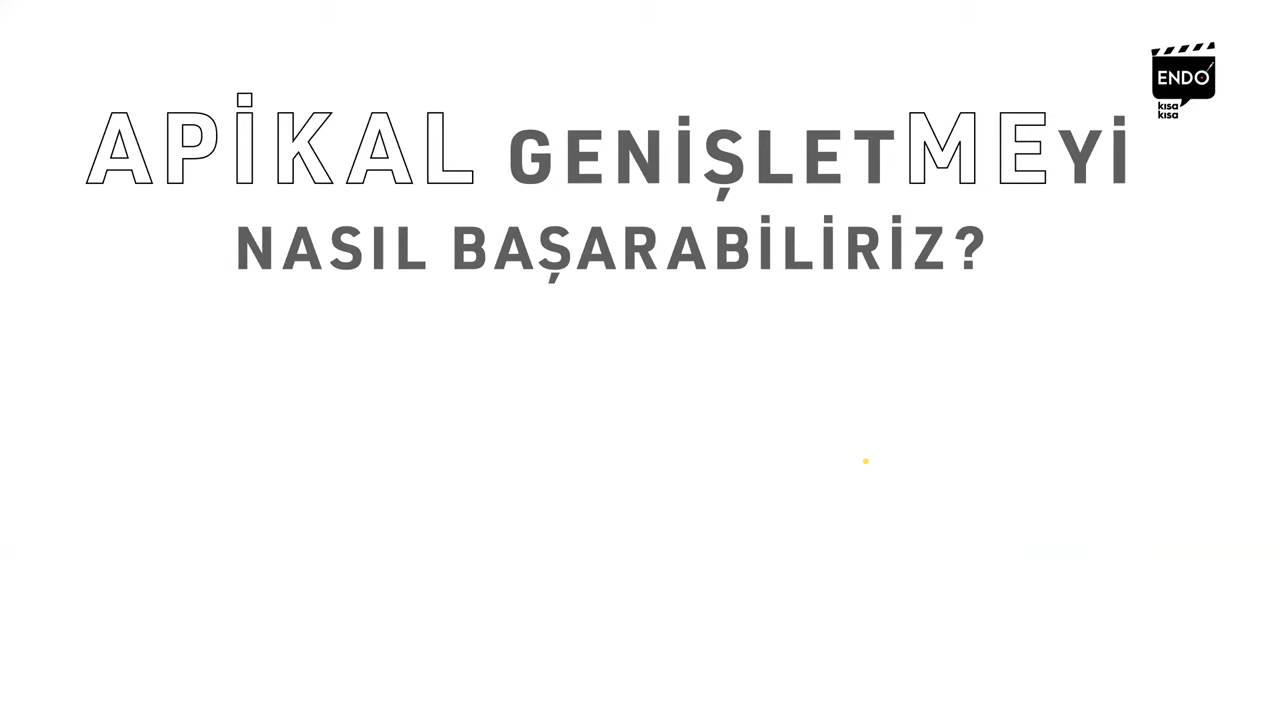 APİKAL GENİŞLETMEYİ
NASIL BAŞARABİLİRİZ?
ENDO
kısa
kısa